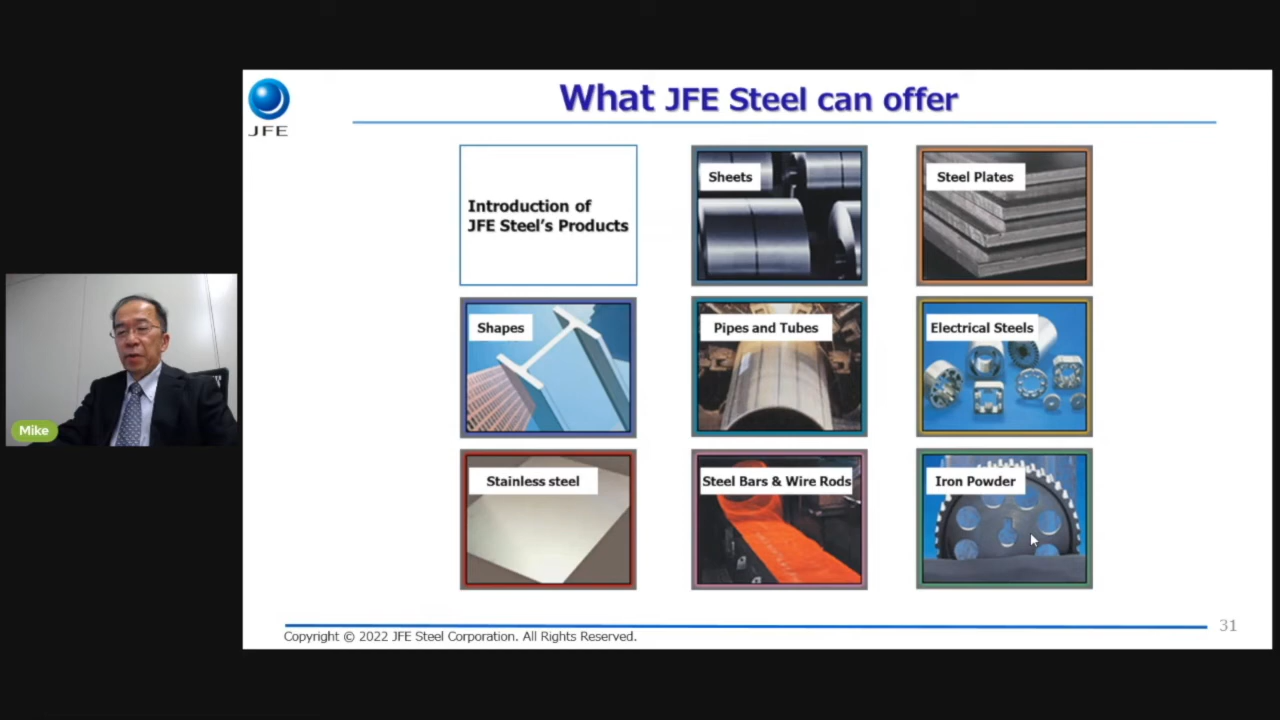 What JFE Steel can offer
JFE
Introduction of
JFE Steel's Products
Sheets
Steel Plates
Shapes
Pipes and Tubes
Electrical Steels
Stainless steel
Steel Bars & Wire Rods
Iron Powder
Mike
Copyright © 2022 JFE Steel Corporation. All Rights Reserved.
31